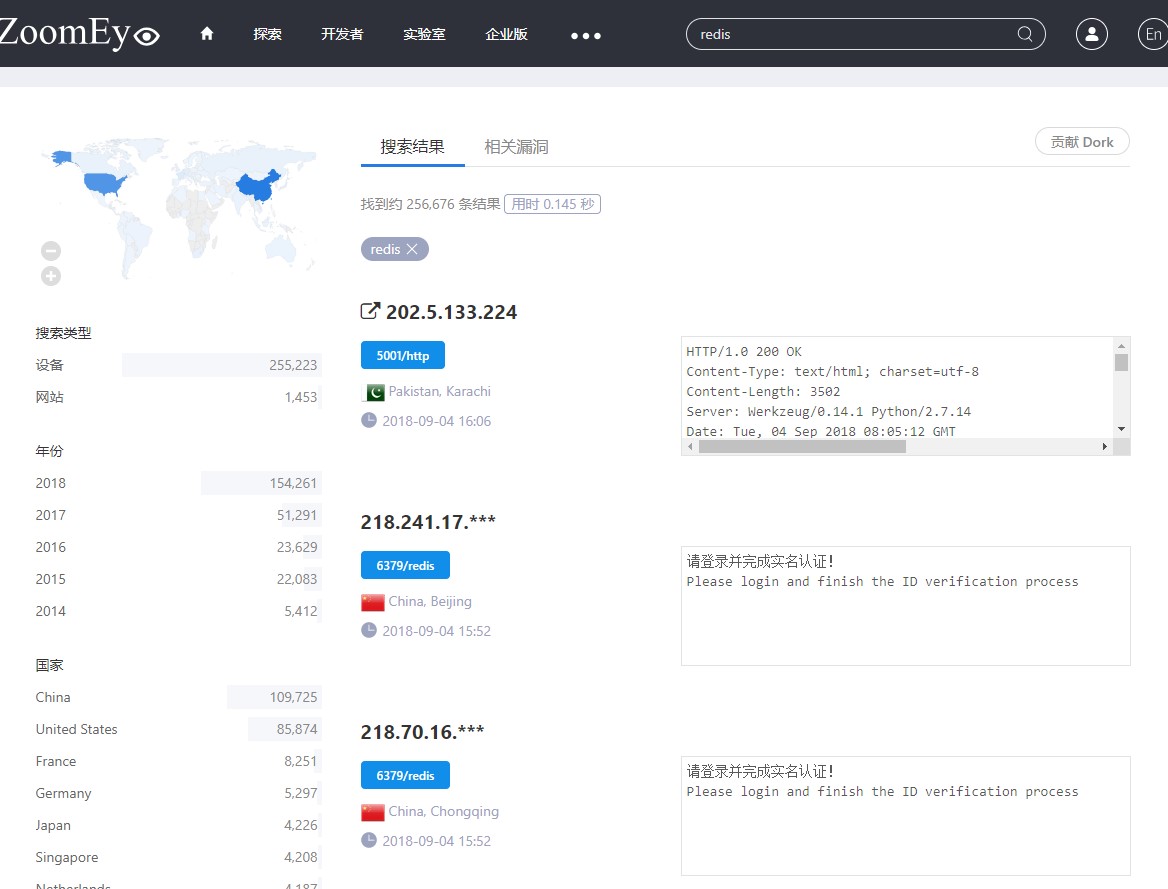 ZoomEye
探索 开发者 实验室 企业版 ●●● redis En
搜索结果 相关漏洞 贡献 Dork
找到约 256,676 条结果 用时 0.145 秒
redis
搜索类型
设备 255,223
网站 1,453
年份
2018 154,261
2017 51,291
2016 23,629
2015 22,083
2014 5,412
国家
China 109,725
United States 85,874
France 8,251
Germany 5,297
Japan 4,226
Singapore 4,208
Netherlands 4,187
202.5.133.224
5001/http
Pakistan, Karachi
2018-09-04 16:06
HTTP/1.0 200 OK
Content-Type: text/html; charset=utf-8
Content-Length: 3502
Server: Werkzeug/0.14.1 Python/2.7.14
Date: Tue, 04 Sep 2018 08:05:12 GMT
218.241.17.***
6379/redis
China, Beijing
2018-09-04 15:52
请登录并完成实名认证!
Please login and finish the ID verification process
218.70.16.***
6379/redis
China, Chongqing
2018-09-04 15:52
请登录并完成实名认证!
Please login and finish the ID verification process